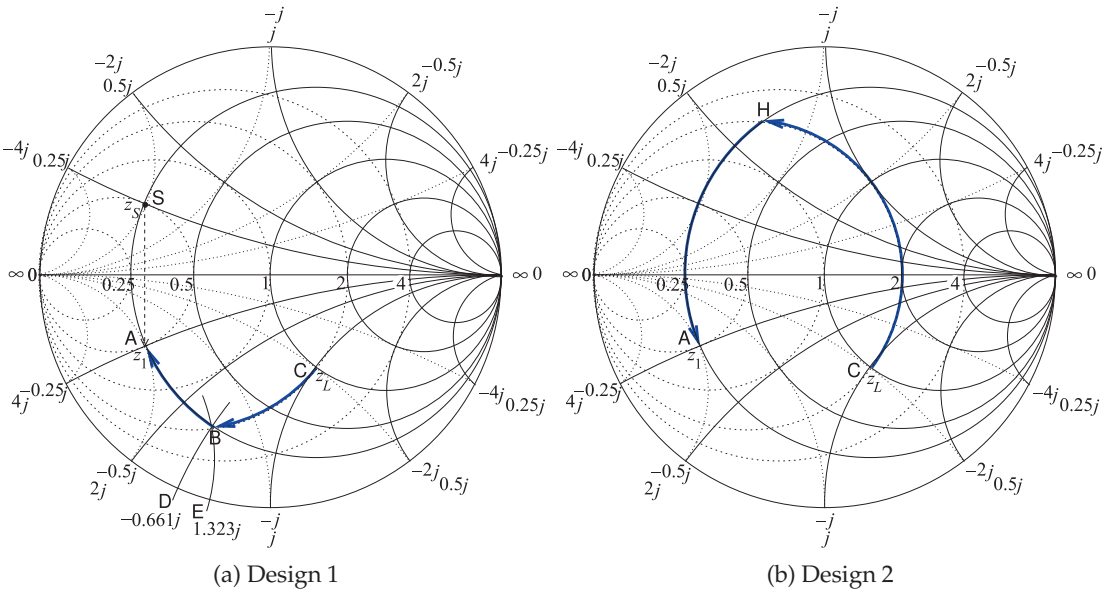 −j
j
−2j
0.5j
−0.5j
2j
−4j
0.25j
4j
−0.25j
S
z_S
∞ 0
0.25
0.5
1
2
4
∞ 0
A
z_1
C
z_L
B
−0.25j
4j
−4j
0.25j
−0.5j
2j
−2j
0.5j
D
−0.661j
E
1.323j
−j
j
(a) Design 1
−j
j
−2j
0.5j
−0.5j
2j
H
−4j
0.25j
4j
−0.25j
∞ 0
0.25
0.5
1
2
4
∞ 0
A
z_1
C
z_L
−0.25j
4j
−4j
0.25j
−0.5j
2j
−2j
0.5j
−j
j
(b) Design 2